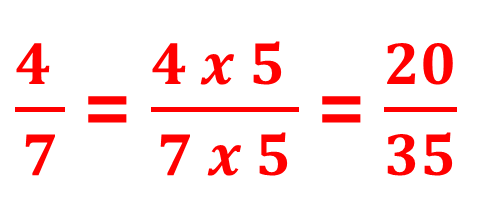 4/7 = (4 x 5)/(7 x 5) = 20/35